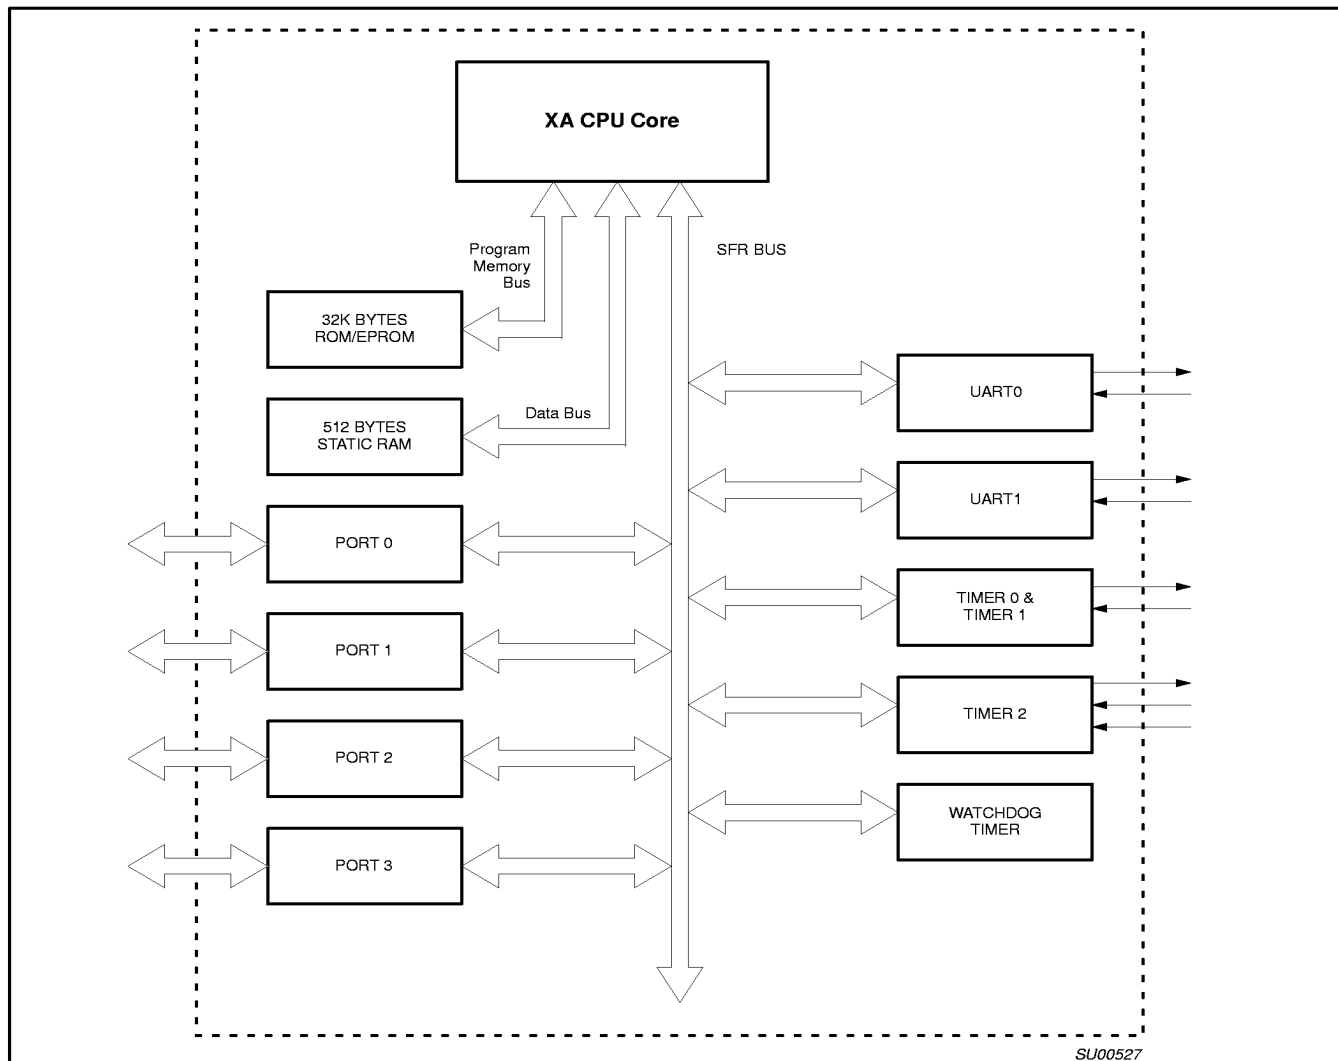 XA CPU Core
Program
Memory
Bus
SFR BUS
32K BYTES
ROM/EPROM
Data Bus
512 BYTES
STATIC RAM
PORT 0
PORT 1
PORT 2
PORT 3
UART0
UART1
TIMER 0 &
TIMER 1
TIMER 2
WATCHDOG
TIMER
SU00527